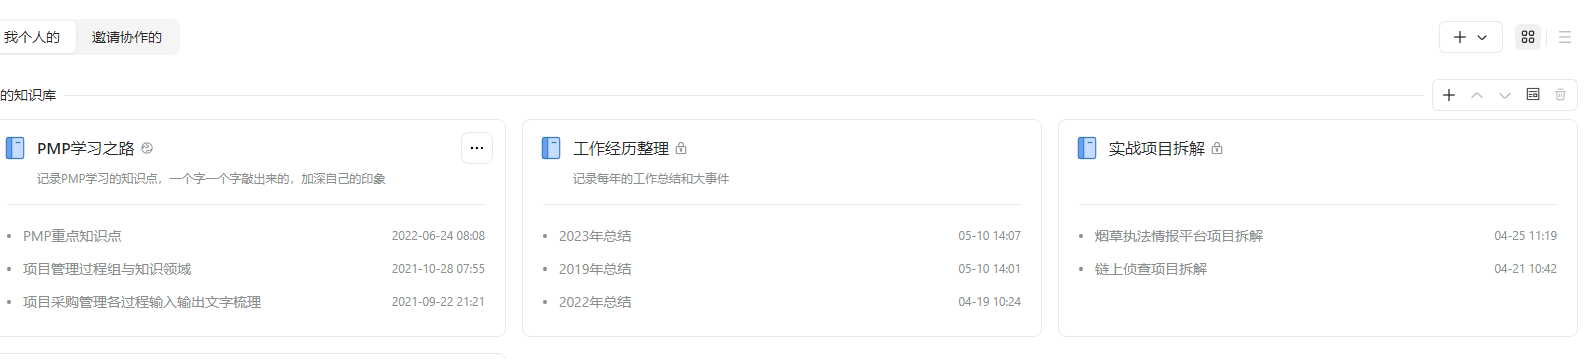 我个人的 邀请协作的
的知识库
PMP学习之路
记录PMP学习的知识点，一个字一个字敲出来的，加深自己的印象
PMP重点知识点 2022-06-24 08:08
项目管理过程组与知识领域 2021-10-28 07:55
项目采购管理各过程输入输出文字梳理 2021-09-22 21:21
工作经历整理
记录每年的工作总结和大事件
2023年总结 05-10 14:07
2019年总结 05-10 14:01
2022年总结 04-19 10:24
实战项目拆解
烟草执法情报平台项目拆解 04-25 11:19
链上侦查项目拆解 04-21 10:42